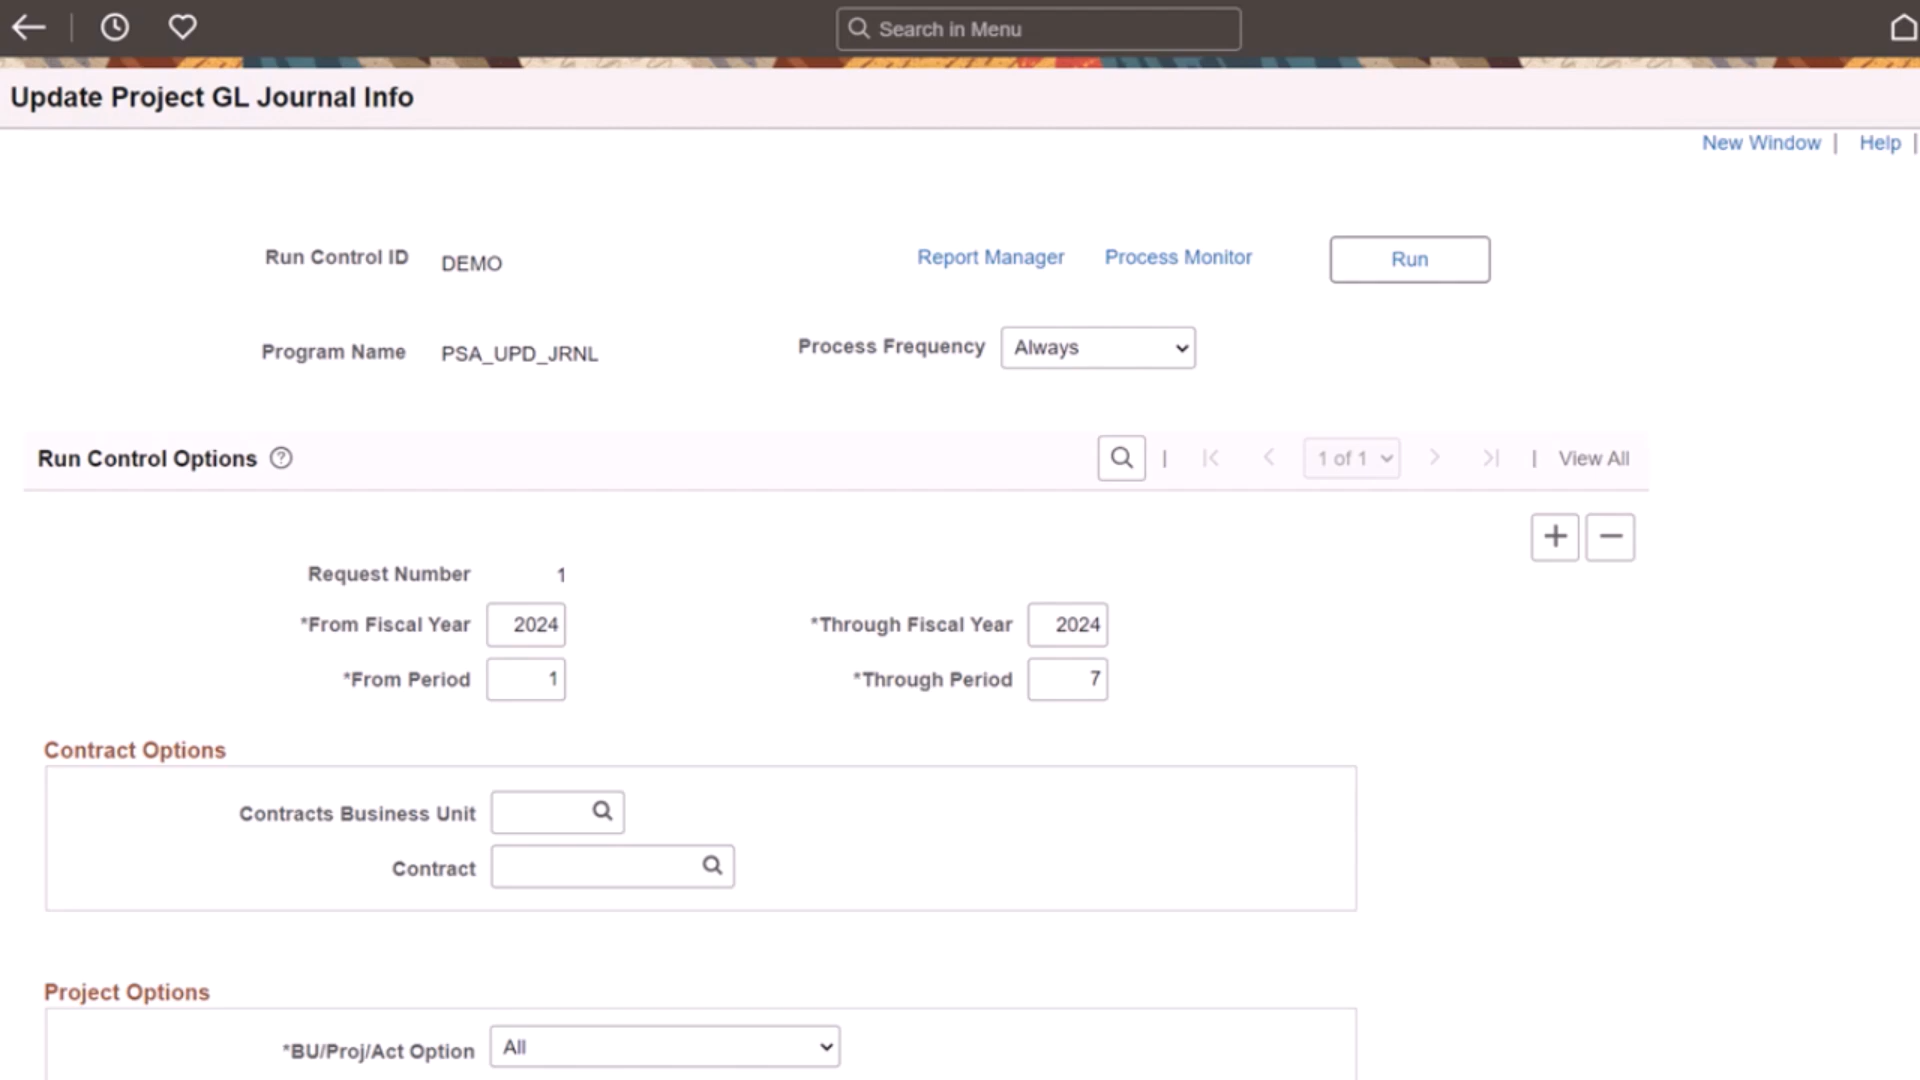 Search in Menu
Update Project GL Journal Info
New Window | Help |
Run Control ID DEMO Report Manager Process Monitor Run
Program Name PSA_UPD_JRNL Process Frequency Always
Run Control Options ? | 1 of 1 | View All
Request Number 1
*From Fiscal Year 2024 *Through Fiscal Year 2024
*From Period 1 *Through Period 7
Contract Options
Contracts Business Unit
Contract
Project Options
*BU/Proj/Act Option All